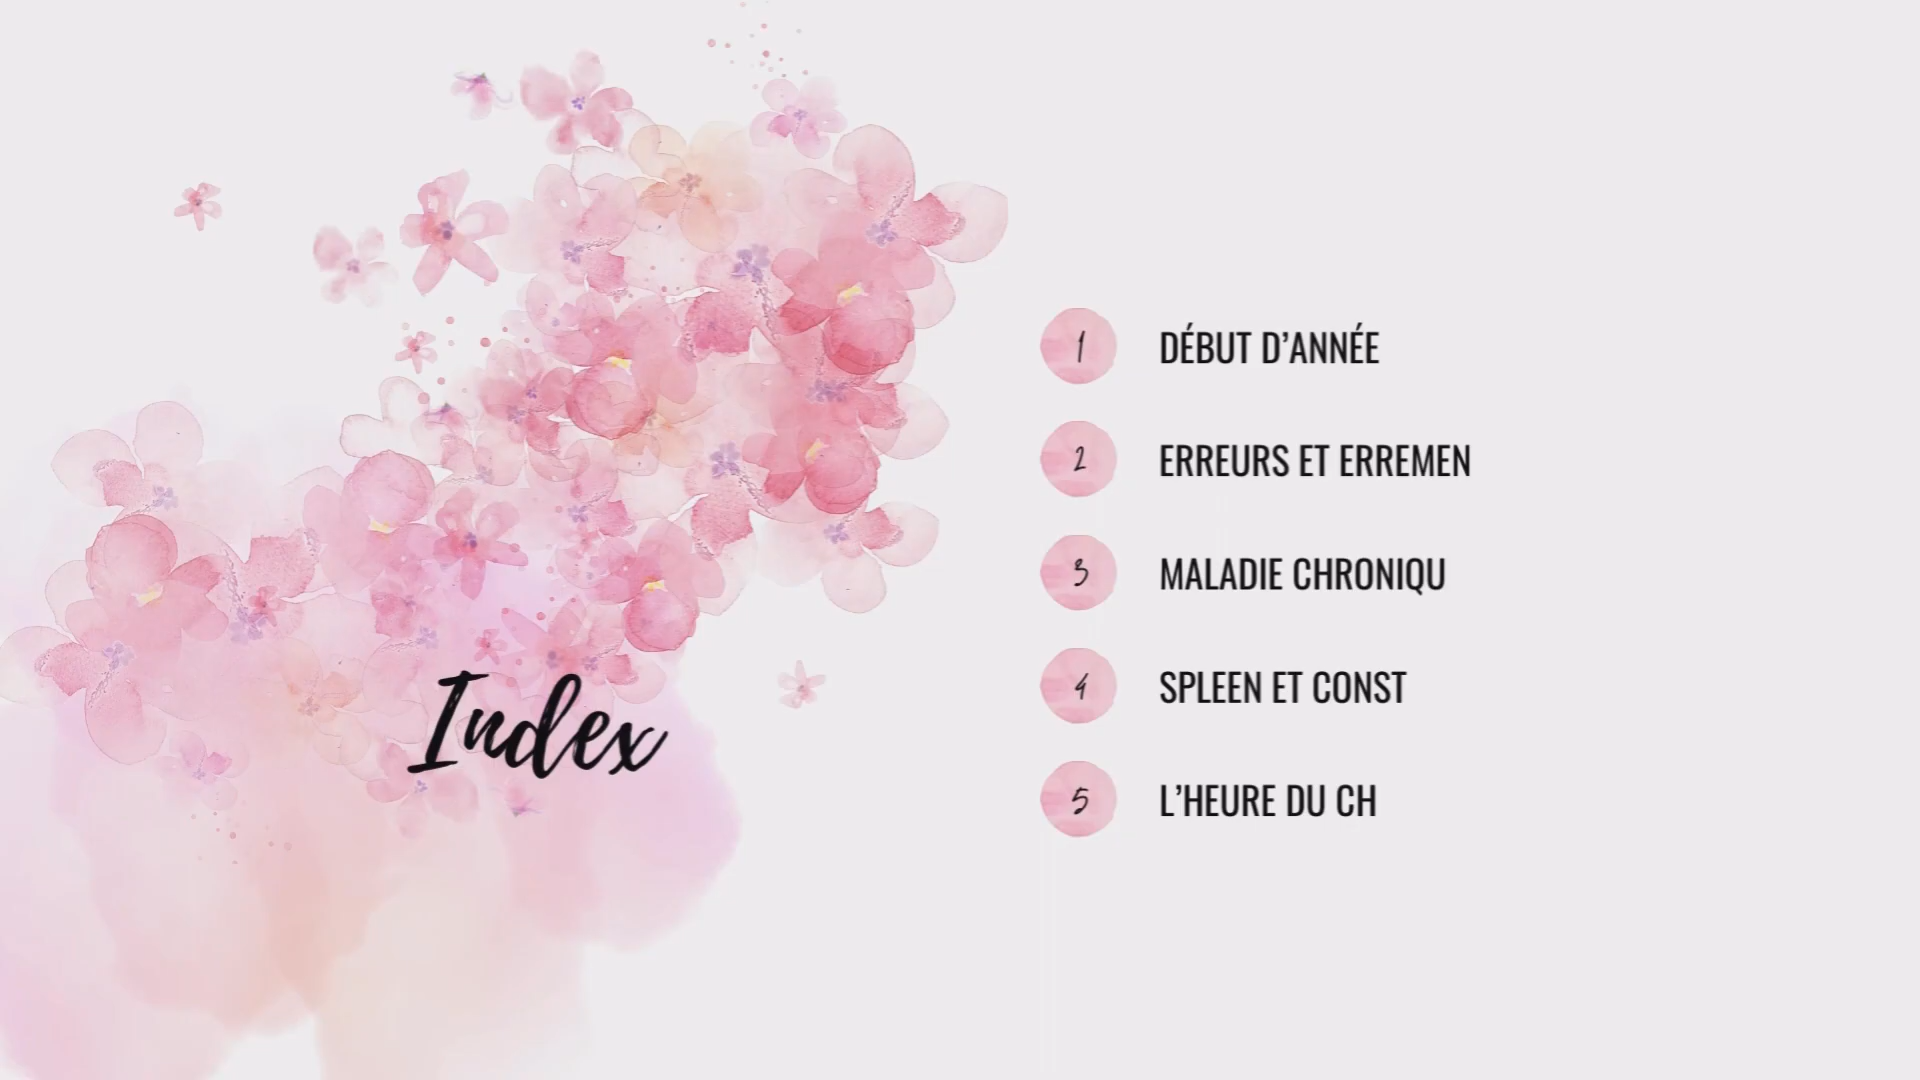 Index
1 DÉBUT D’ANNÉE
2 ERREURS ET ERREMEN
3 MALADIE CHRONIQU
4 SPLEEN ET CONST
5 L’HEURE DU CH